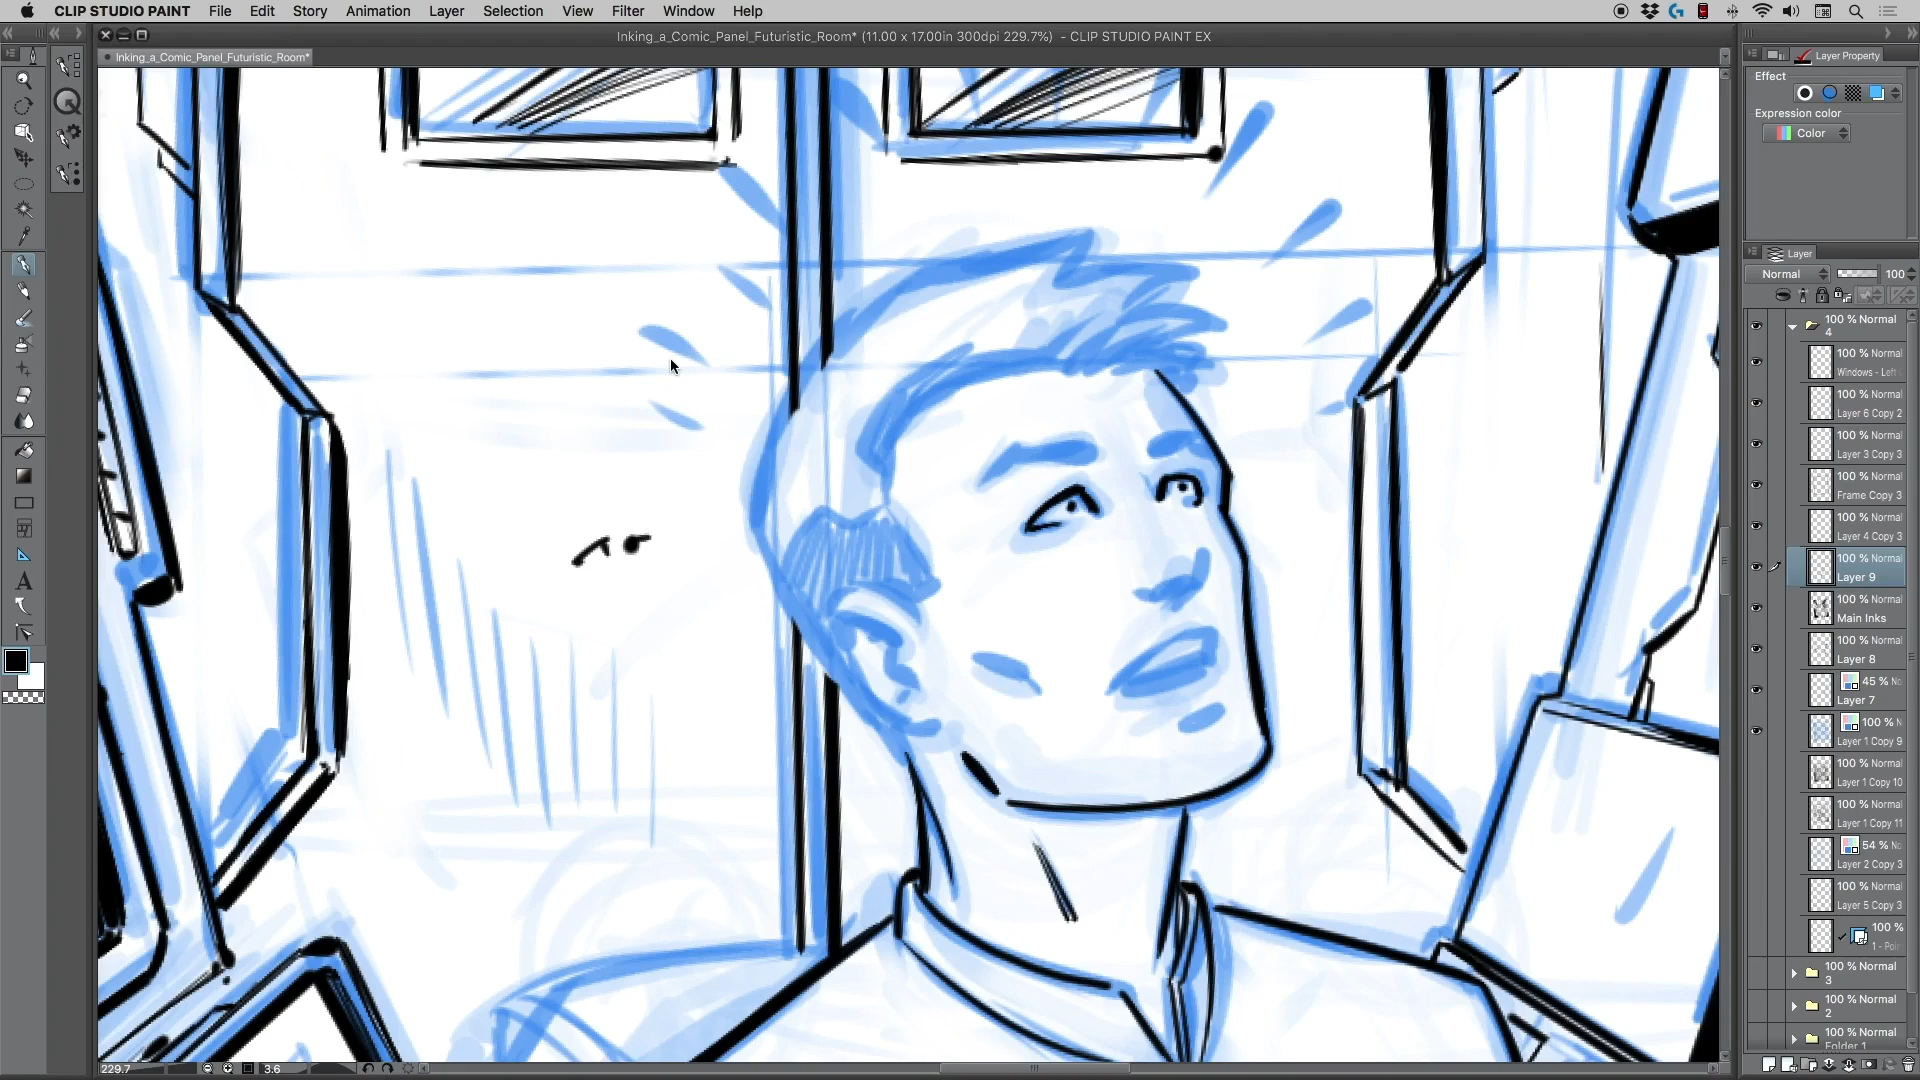 CLIP STUDIO PAINT File Edit Story Animation Layer Selection View Filter Window Help
Inking_a_Comic_Panel_Futuristic_Room* (11.00 x 17.00in 300dpi 229.7%) - CLIP STUDIO PAINT EX
Inking_a_Comic_Panel_Futuristic_Room*
Layer Property
Effect
Expression color
Color
Layer
Normal 100
100 % Normal
4
100 % Normal
Windows - Left
100 % Normal
Layer 6 Copy 2
100 % Normal
Layer 3 Copy 3
100 % Normal
Frame Copy 3
100 % Normal
Layer 4 Copy 3
100 % Normal
Layer 9
100 % Normal
Main Inks
100 % Normal
Layer 8
45 % No
Layer 7
100 % N
Layer 1 Copy 9
100 % Normal
Layer 1 Copy 10
100 % Normal
Layer 1 Copy 11
54 % No
Layer 2 Copy 3
100 % Normal
Layer 5 Copy 3
100 %
1 - Poi
100 % Normal
3
100 % Normal
2
100 % Normal
Folder 1
229.7 3.6